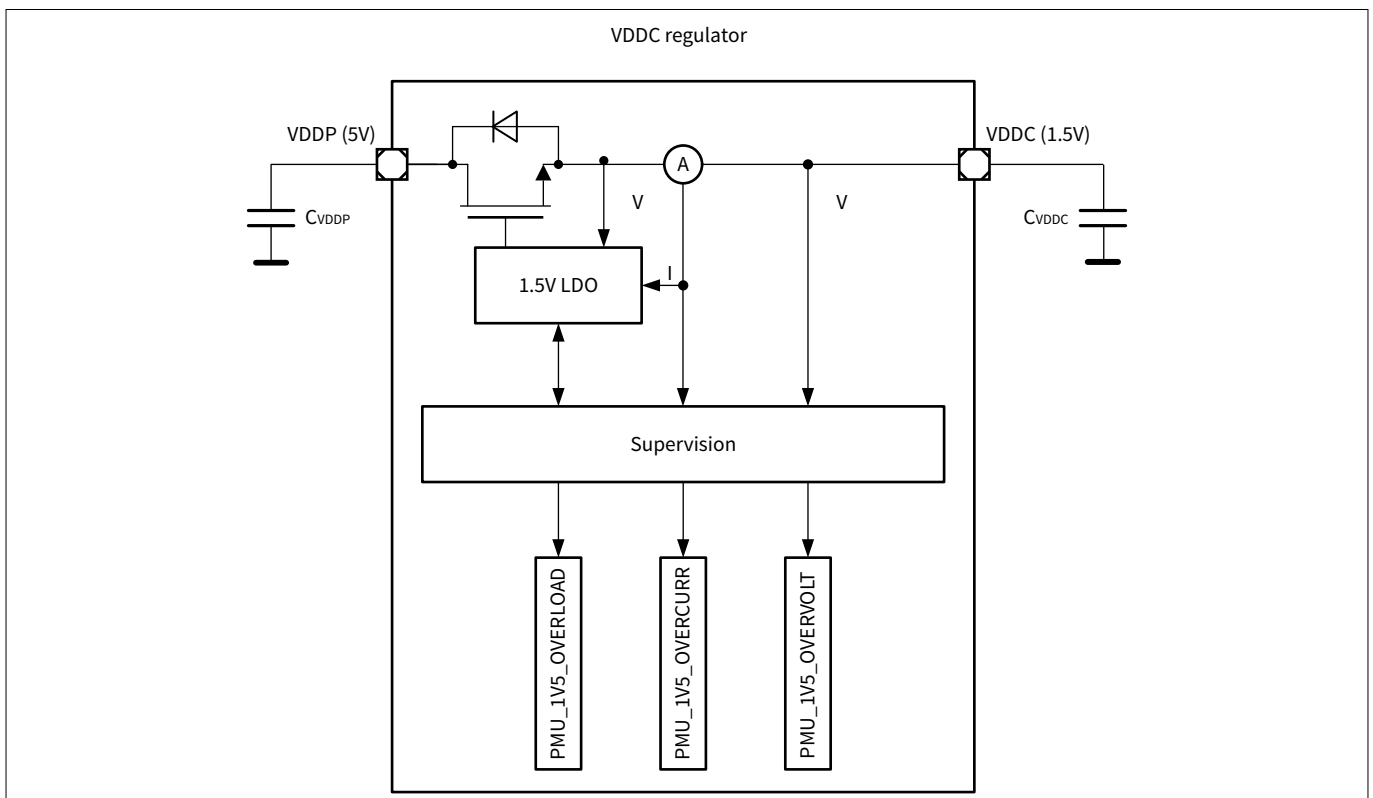 VDDC regulator
VDDP (5V)
VDDC (1.5V)
A
V
V
CVDDP
CVDDC
I
1.5V LDO
Supervision
PMU_1V5_OVERLOAD
PMU_1V5_OVERCURR
PMU_1V5_OVERVOLT